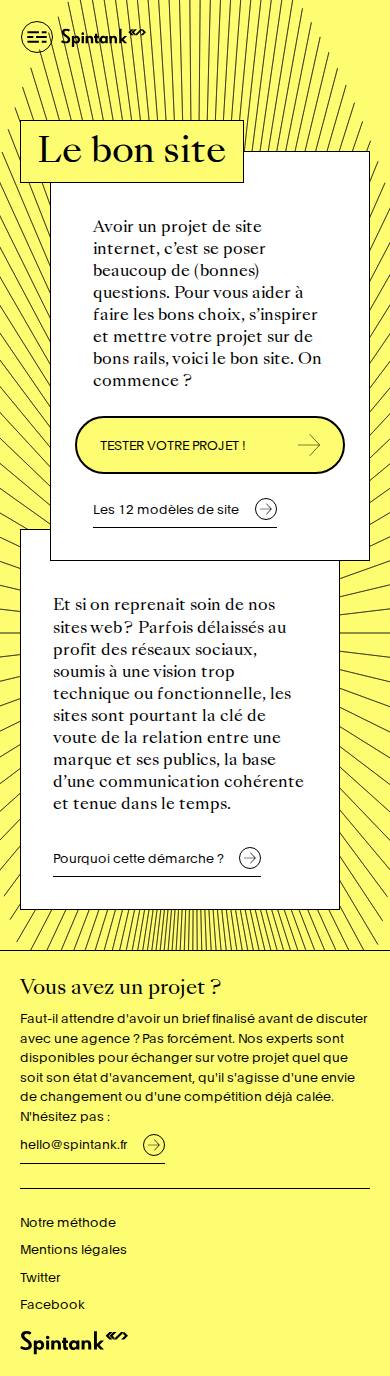 Spintank
Le bon site
Avoir un projet de site
internet, c’est se poser
beaucoup de (bonnes)
questions. Pour vous aider à
faire les bons choix, s’inspirer
et mettre votre projet sur de
bons rails, voici le bon site. On
commence ?
TESTER VOTRE PROJET !
Les 12 modèles de site
Et si on reprenait soin de nos
sites web ? Parfois délaissés au
profit des réseaux sociaux,
soumis à une vision trop
technique ou fonctionnelle, les
sites sont pourtant la clé de
voute de la relation entre une
marque et ses publics, la base
d’une communication cohérente
et tenue dans le temps.
Pourquoi cette démarche ?
Vous avez un projet ?
Faut-il attendre d'avoir un brief finalisé avant de discuter
avec une agence ? Pas forcément. Nos experts sont
disponibles pour échanger sur votre projet quel que
soit son état d'avancement, qu'il s'agisse d'une envie
de changement ou d'une compétition déjà calée.
N'hésitez pas :
hello@spintank.fr
Notre méthode
Mentions légales
Twitter
Facebook
Spintank